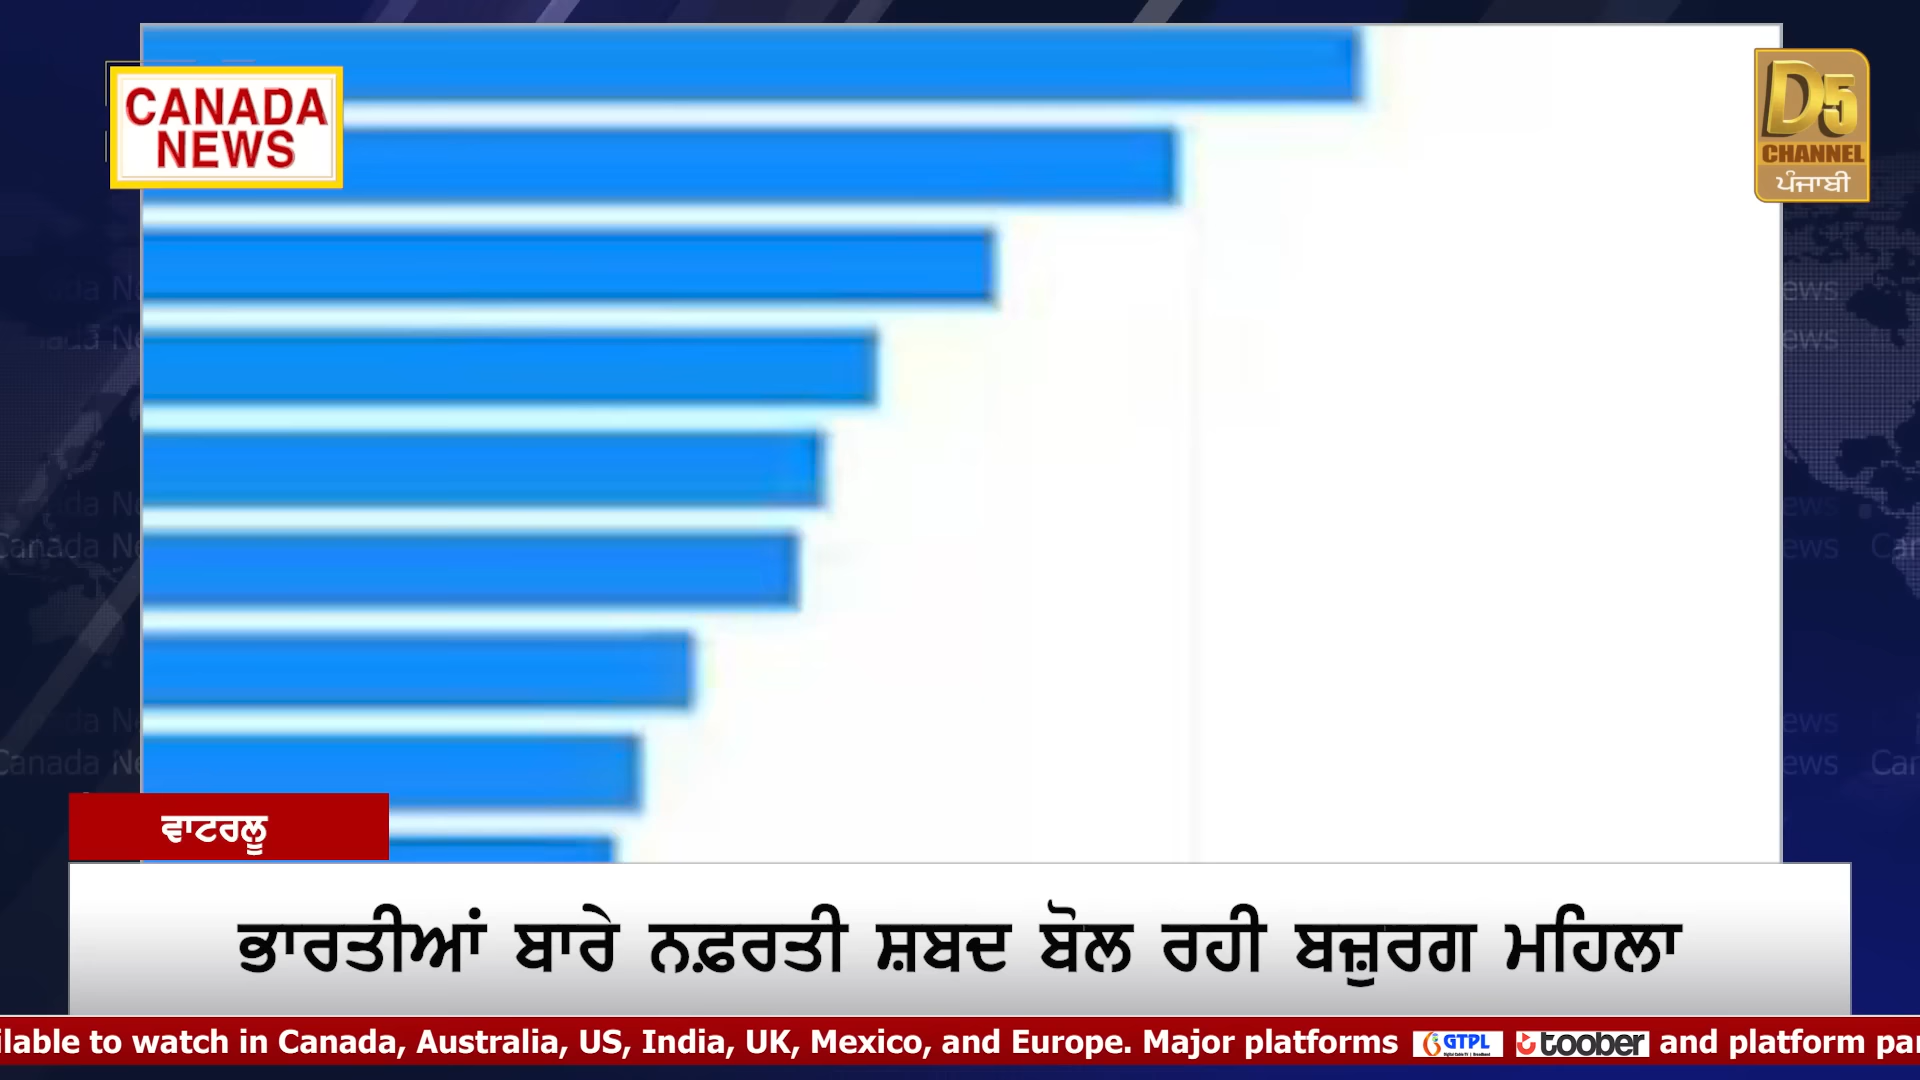 CANADA
NEWS
D5
CHANNEL
ਪੰਜਾਬੀ
ਵਾਟਰਲੂ
ਭਾਰਤੀਆਂ ਬਾਰੇ ਨਫ਼ਰਤੀ ਸ਼ਬਦ ਬੋਲ ਰਹੀ ਬਜ਼ੁਰਗ ਮਹਿਲਾ
ilable to watch in Canada, Australia, US, India, UK, Mexico, and Europe. Major platforms GTPL toober and platform par